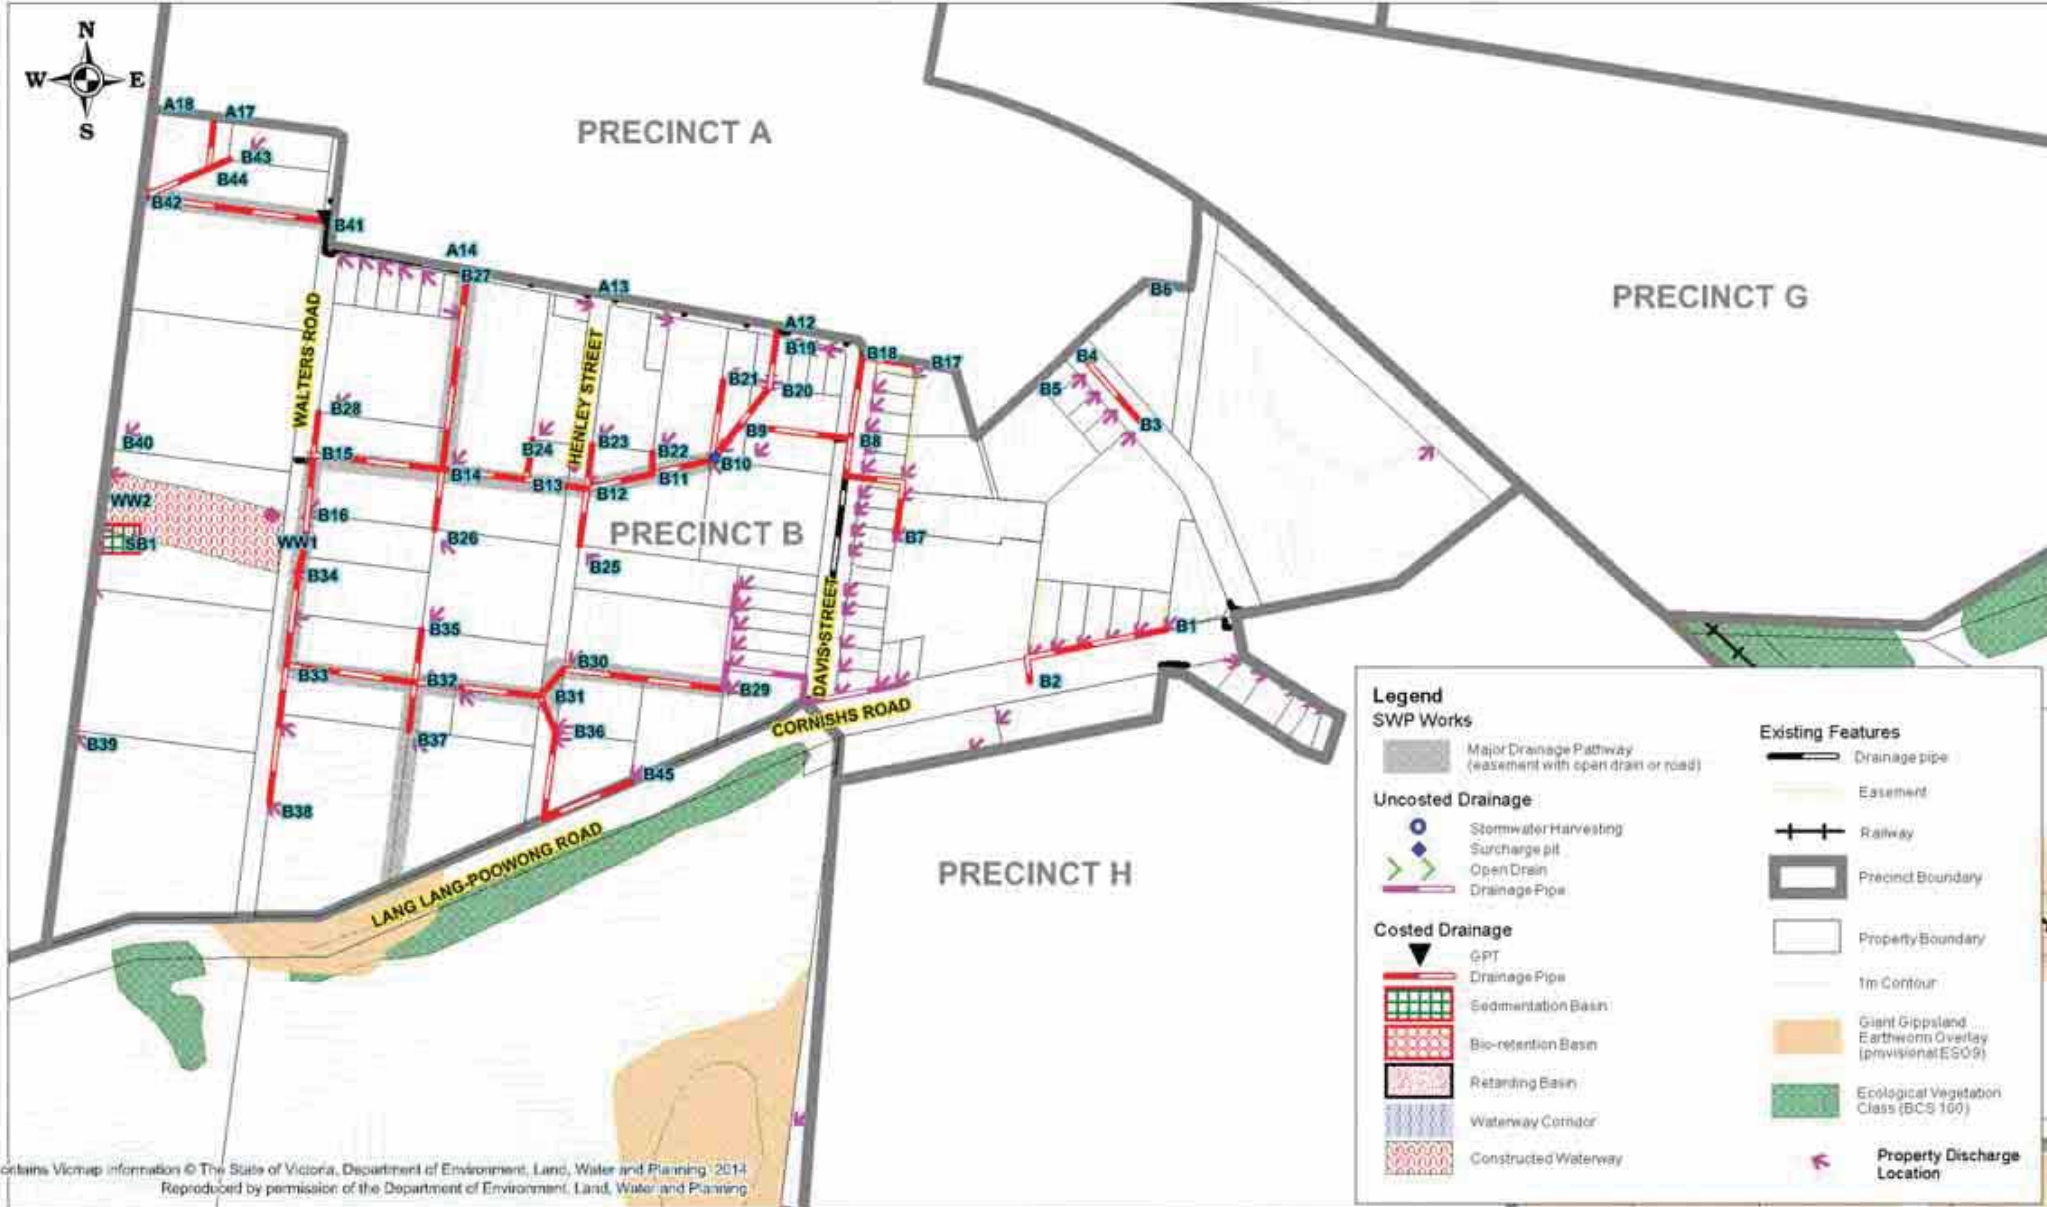 N
W E
S
A18
A17
B43
B44
B42
B41
PRECINCT A
A14
B27
A13
A12
B19
B18
B17
B6
PRECINCT G
WALTERS ROAD
HENLEY STREET
B4
B5
B3
B21
B20
B28
B40
B9
B8
B24
B23
B22
B10
B15
B14
B13
B12
B11
WW2
B16
SB1
WW1
B26
PRECINCT B
B7
B34
B25
DAVIS STREET
B35
B1
B30
B33
B32
B29
B2
B31
CORNISHS ROAD
B36
B39
B37
B45
B38
LANG LANG-POOWONG ROAD
PRECINCT H
Legend
SWP Works
Major Drainage Pathway
(easement with open drain or road)
Uncosted Drainage
Stormwater Harvesting
Surcharge pit
Open Drain
Drainage Pipe
Costed Drainage
GPT
Drainage Pipe
Sedimentation Basin
Bio-retention Basin
Retarding Basin
Waterway Corridor
Constructed Waterway
Existing Features
Drainage pipe
Easement
Railway
Precinct Boundary
Property Boundary
1m Contour
Giant Gippsland
Earthworm Overlay
(provisional ESO9)
Ecological Vegetation
Class (BCS 160)
Property Discharge
Location
ontains Vicmap information © The State of Victoria, Department of Environment, Land, Water and Planning 2014
Reproduced by permission of the Department of Environment, Land, Water and Planning